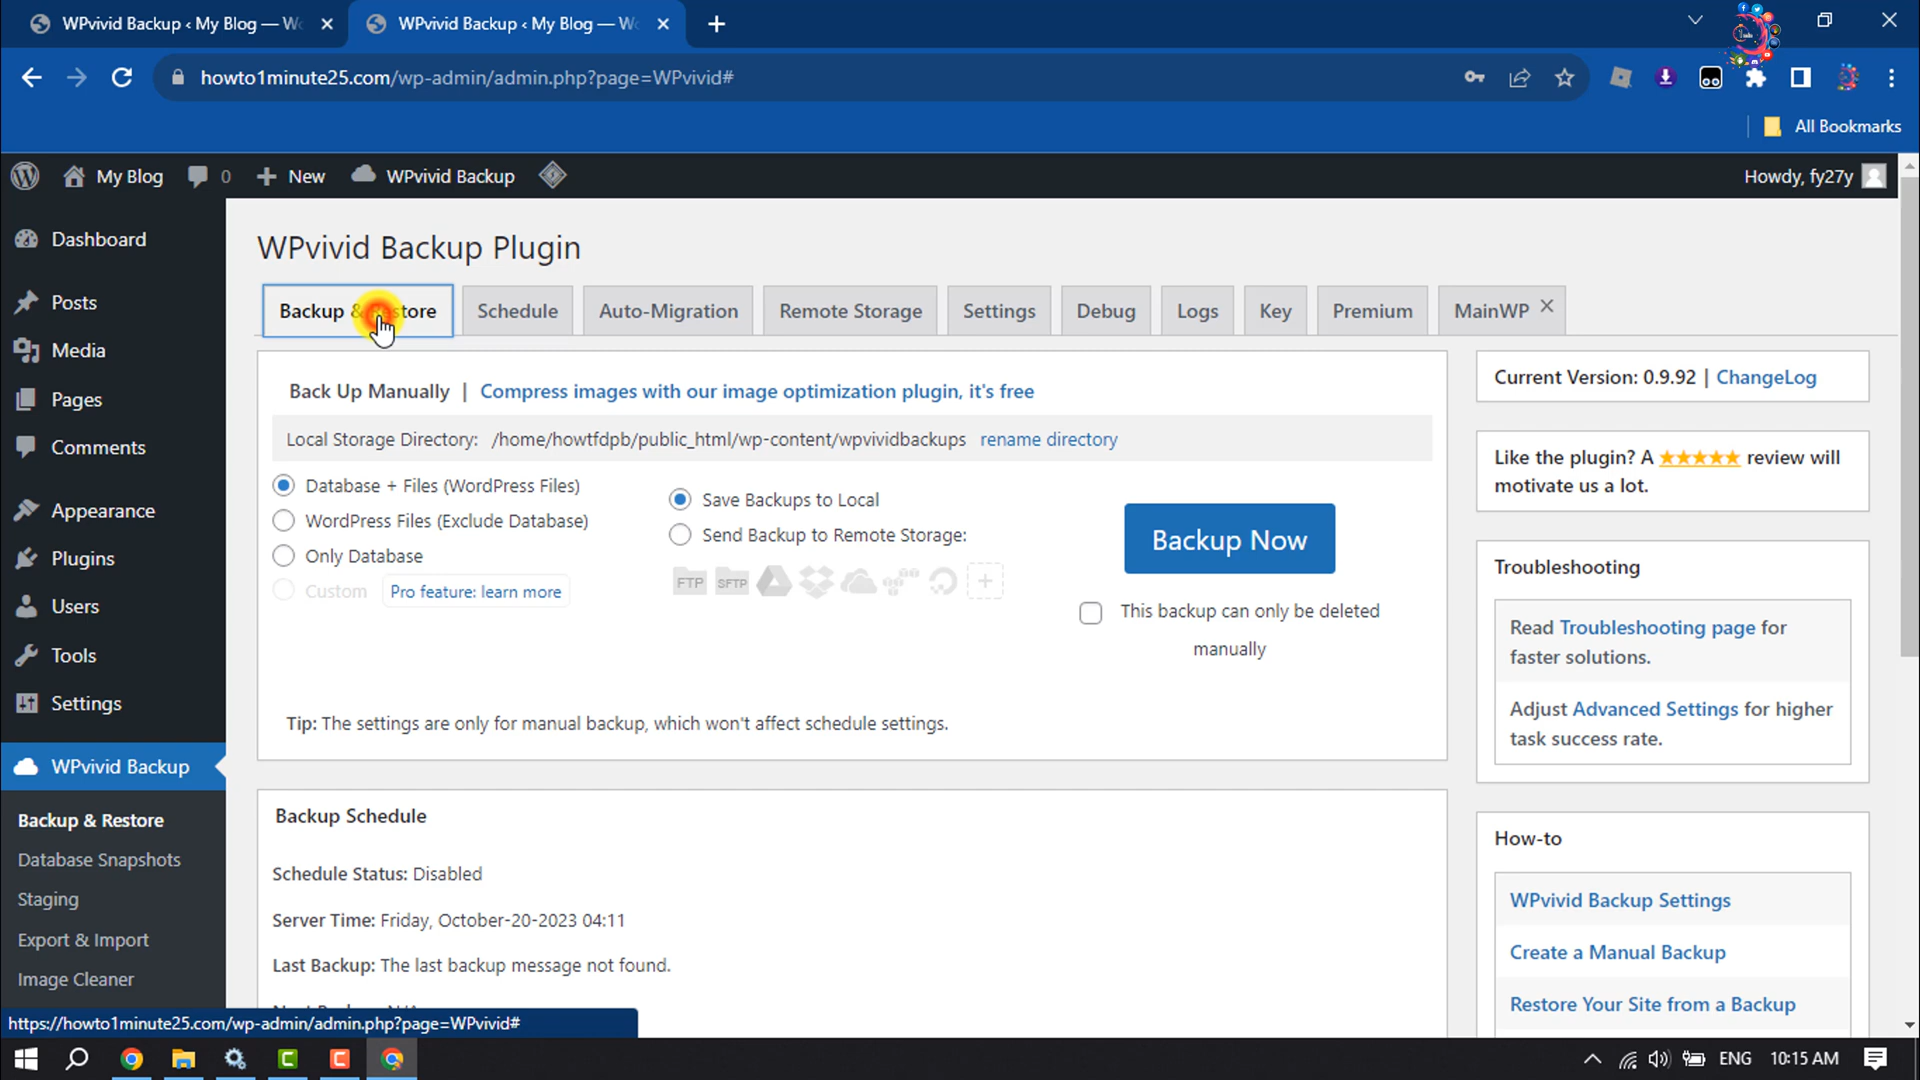 WPvivid Backup ‹ My Blog — Wo
WPvivid Backup ‹ My Blog — Wo
howto1minute25.com/wp-admin/admin.php?page=WPvivid#
All Bookmarks
My Blog
0
New
WPvivid Backup
Howdy, fy27y
Dashboard
Posts
Media
Pages
Comments
Appearance
Plugins
Users
Tools
Settings
WPvivid Backup
Backup & Restore
Database Snapshots
Staging
Export & Import
Image Cleaner
WPvivid Backup Plugin
Backup & Restore
Schedule
Auto-Migration
Remote Storage
Settings
Debug
Logs
Key
Premium
MainWP
Back Up Manually | Compress images with our image optimization plugin, it's free
Local Storage Directory: /home/howtfdpb/public_html/wp-content/wpvividbackups rename directory
Database + Files (WordPress Files)
WordPress Files (Exclude Database)
Only Database
Custom Pro feature: learn more
Save Backups to Local
Send Backup to Remote Storage:
FTP SFTP
Backup Now
This backup can only be deleted
manually
Tip: The settings are only for manual backup, which won't affect schedule settings.
Backup Schedule
Schedule Status: Disabled
Server Time: Friday, October-20-2023 04:11
Last Backup: The last backup message not found.
Current Version: 0.9.92 | ChangeLog
Like the plugin? A ★★★★★ review will
motivate us a lot.
Troubleshooting
Read Troubleshooting page for
faster solutions.
Adjust Advanced Settings for higher
task success rate.
How-to
WPvivid Backup Settings
Create a Manual Backup
Restore Your Site from a Backup
https://howto1minute25.com/wp-admin/admin.php?page=WPvivid#
ENG
10:15 AM